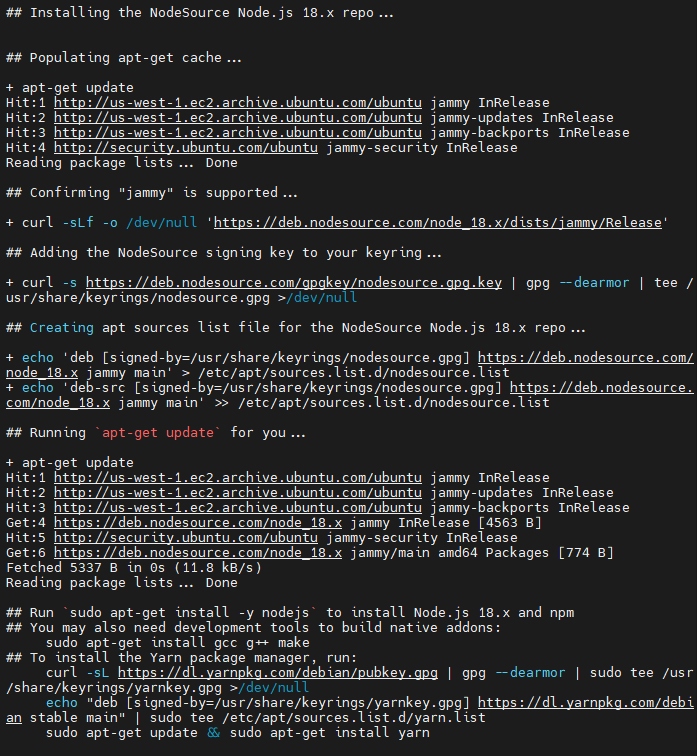 ## Installing the NodeSource Node.js 18.x repo...
## Populating apt-get cache...
+ apt-get update
Hit:1 http://us-west-1.ec2.archive.ubuntu.com/ubuntu jammy InRelease
Hit:2 http://us-west-1.ec2.archive.ubuntu.com/ubuntu jammy-updates InRelease
Hit:3 http://us-west-1.ec2.archive.ubuntu.com/ubuntu jammy-backports InRelease
Hit:4 http://security.ubuntu.com/ubuntu jammy-security InRelease
Reading package lists... Done
## Confirming "jammy" is supported...
+ curl -sLf -o /dev/null 'https://deb.nodesource.com/node_18.x/dists/jammy/Release'
## Adding the NodeSource signing key to your keyring...
+ curl -s https://deb.nodesource.com/gpgkey/nodesource.gpg.key | gpg --dearmor | tee /
usr/share/keyrings/nodesource.gpg >/dev/null
## Creating apt sources list file for the NodeSource Node.js 18.x repo...
+ echo 'deb [signed-by=/usr/share/keyrings/nodesource.gpg] https://deb.nodesource.com/
node_18.x jammy main' > /etc/apt/sources.list.d/nodesource.list
+ echo 'deb-src [signed-by=/usr/share/keyrings/nodesource.gpg] https://deb.nodesource.
com/node_18.x jammy main' >> /etc/apt/sources.list.d/nodesource.list
## Running `apt-get update` for you...
+ apt-get update
Hit:1 http://us-west-1.ec2.archive.ubuntu.com/ubuntu jammy InRelease
Hit:2 http://us-west-1.ec2.archive.ubuntu.com/ubuntu jammy-updates InRelease
Hit:3 http://us-west-1.ec2.archive.ubuntu.com/ubuntu jammy-backports InRelease
Get:4 https://deb.nodesource.com/node_18.x jammy InRelease [4563 B]
Hit:5 http://security.ubuntu.com/ubuntu jammy-security InRelease
Get:6 https://deb.nodesource.com/node_18.x jammy/main amd64 Packages [774 B]
Fetched 5337 B in 0s (11.8 kB/s)
Reading package lists... Done
## Run `sudo apt-get install -y nodejs` to install Node.js 18.x and npm
## You may also need development tools to build native addons:
sudo apt-get install gcc g++ make
## To install the Yarn package manager, run:
curl -sL https://dl.yarnpkg.com/debian/pubkey.gpg | gpg --dearmor | sudo tee /usr
/share/keyrings/yarnkey.gpg >/dev/null
echo "deb [signed-by=/usr/share/keyrings/yarnkey.gpg] https://dl.yarnpkg.com/debi
an stable main" | sudo tee /etc/apt/sources.list.d/yarn.list
sudo apt-get update && sudo apt-get install yarn